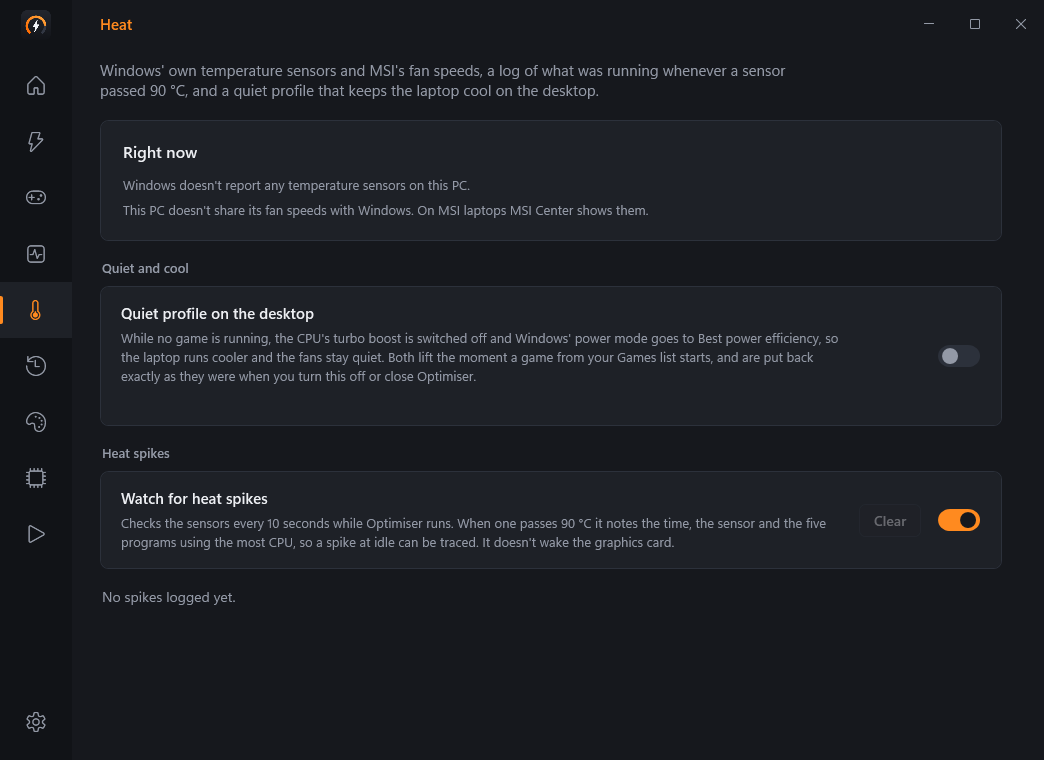 Heat
Windows' own temperature sensors and MSI's fan speeds, a log of what was running whenever a sensor
passed 90 °C, and a quiet profile that keeps the laptop cool on the desktop.
Right now
Windows doesn't report any temperature sensors on this PC.
This PC doesn't share its fan speeds with Windows. On MSI laptops MSI Center shows them.
Quiet and cool
Quiet profile on the desktop
While no game is running, the CPU's turbo boost is switched off and Windows' power mode goes to Best power efficiency, so
the laptop runs cooler and the fans stay quiet. Both lift the moment a game from your Games list starts, and are put back
exactly as they were when you turn this off or close Optimiser.
Heat spikes
Watch for heat spikes
Checks the sensors every 10 seconds while Optimiser runs. When one passes 90 °C it notes the time, the sensor and the five
programs using the most CPU, so a spike at idle can be traced. It doesn't wake the graphics card.
Clear
No spikes logged yet.